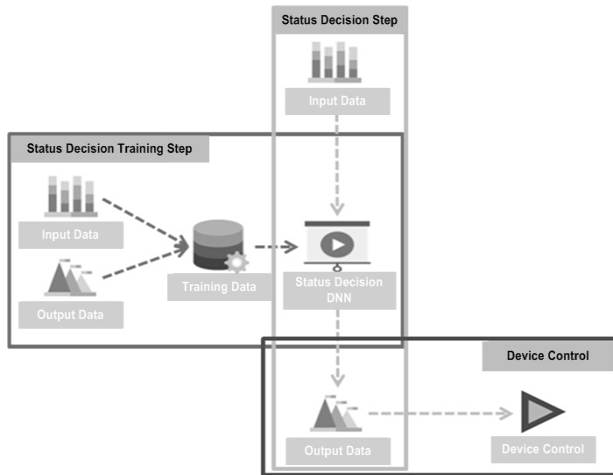 Status Decision Step
Input Data
Status Decision Training Step
Input Data
Output Data
Training Data
Status Decision
DNN
Device Control
Output Data
Device Control